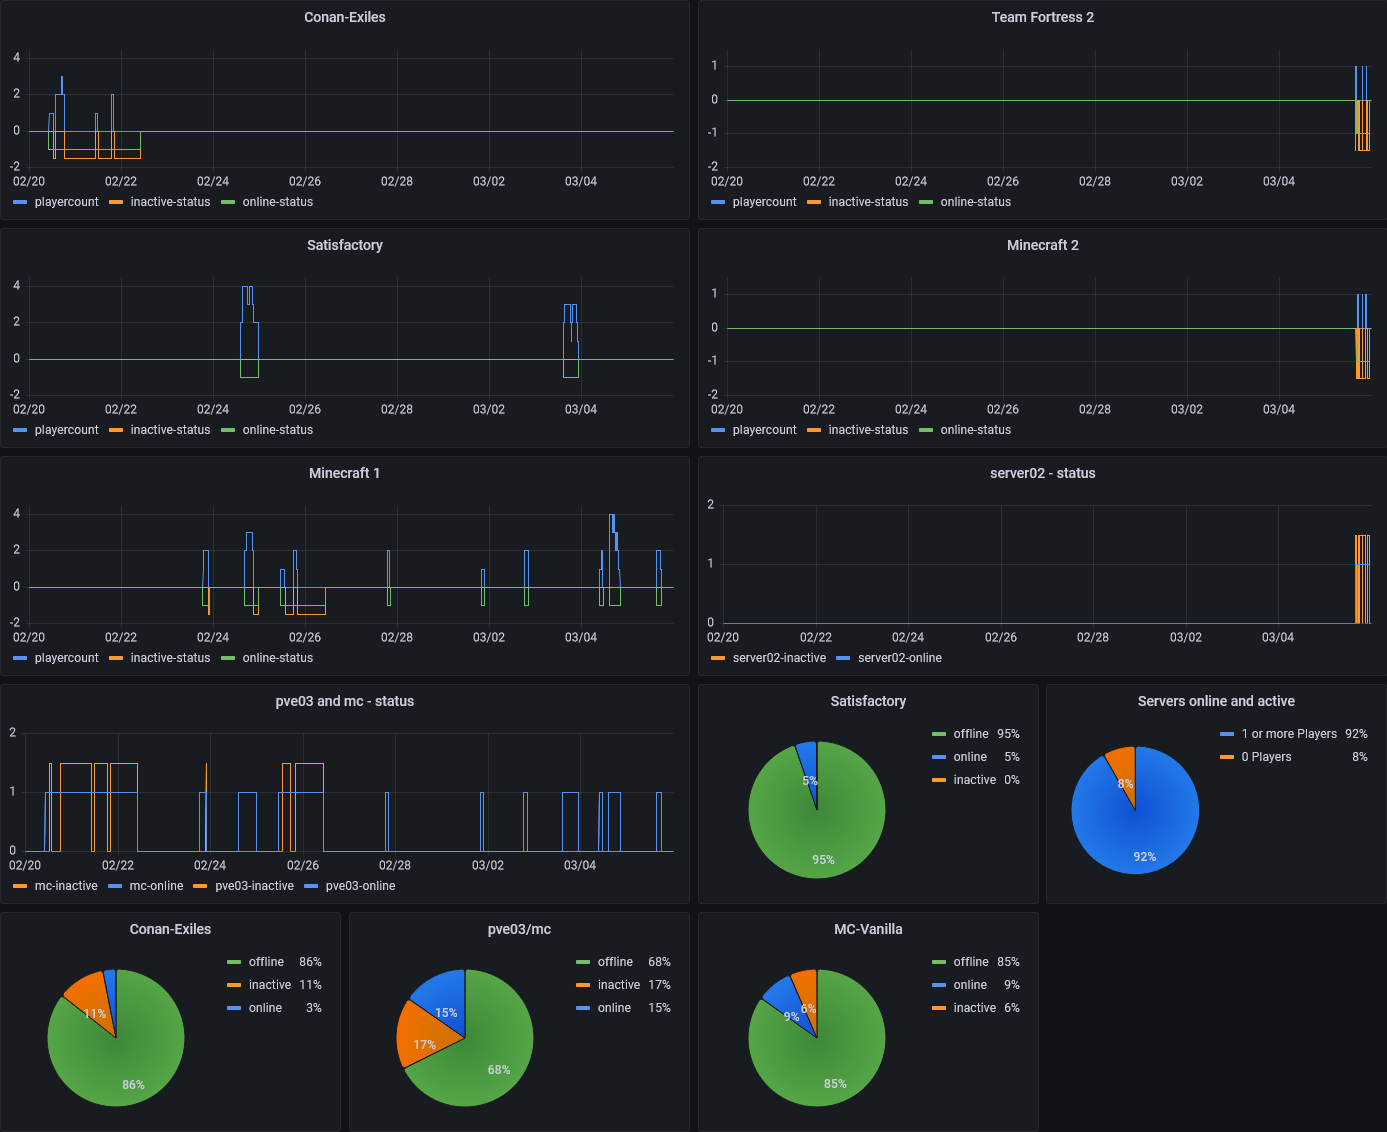 Conan-Exiles
4
2
0
-2
02/20 02/22 02/24 02/26 02/28 03/02 03/04
playercount inactive-status online-status
Team Fortress 2
1
0
-1
-2
02/20 02/22 02/24 02/26 02/28 03/02 03/04
playercount inactive-status online-status
Satisfactory
4
2
0
-2
02/20 02/22 02/24 02/26 02/28 03/02 03/04
playercount inactive-status online-status
Minecraft 2
1
0
-1
-2
02/20 02/22 02/24 02/26 02/28 03/02 03/04
playercount inactive-status online-status
Minecraft 1
4
2
0
-2
02/20 02/22 02/24 02/26 02/28 03/02 03/04
playercount inactive-status online-status
server02 - status
2
1
0
02/20 02/22 02/24 02/26 02/28 03/02 03/04
server02-inactive server02-online
pve03 and mc - status
2
1
0
02/20 02/22 02/24 02/26 02/28 03/02 03/04
mc-inactive mc-online pve03-inactive pve03-online
Satisfactory
offline 95%
online 5%
inactive 0%
5%
95%
Servers online and active
1 or more Players 92%
0 Players 8%
8%
92%
Conan-Exiles
offline 86%
inactive 11%
online 3%
11%
86%
pve03/mc
offline 68%
inactive 17%
online 15%
15%
17%
68%
MC-Vanilla
offline 85%
online 9%
inactive 6%
6%
9%
85%